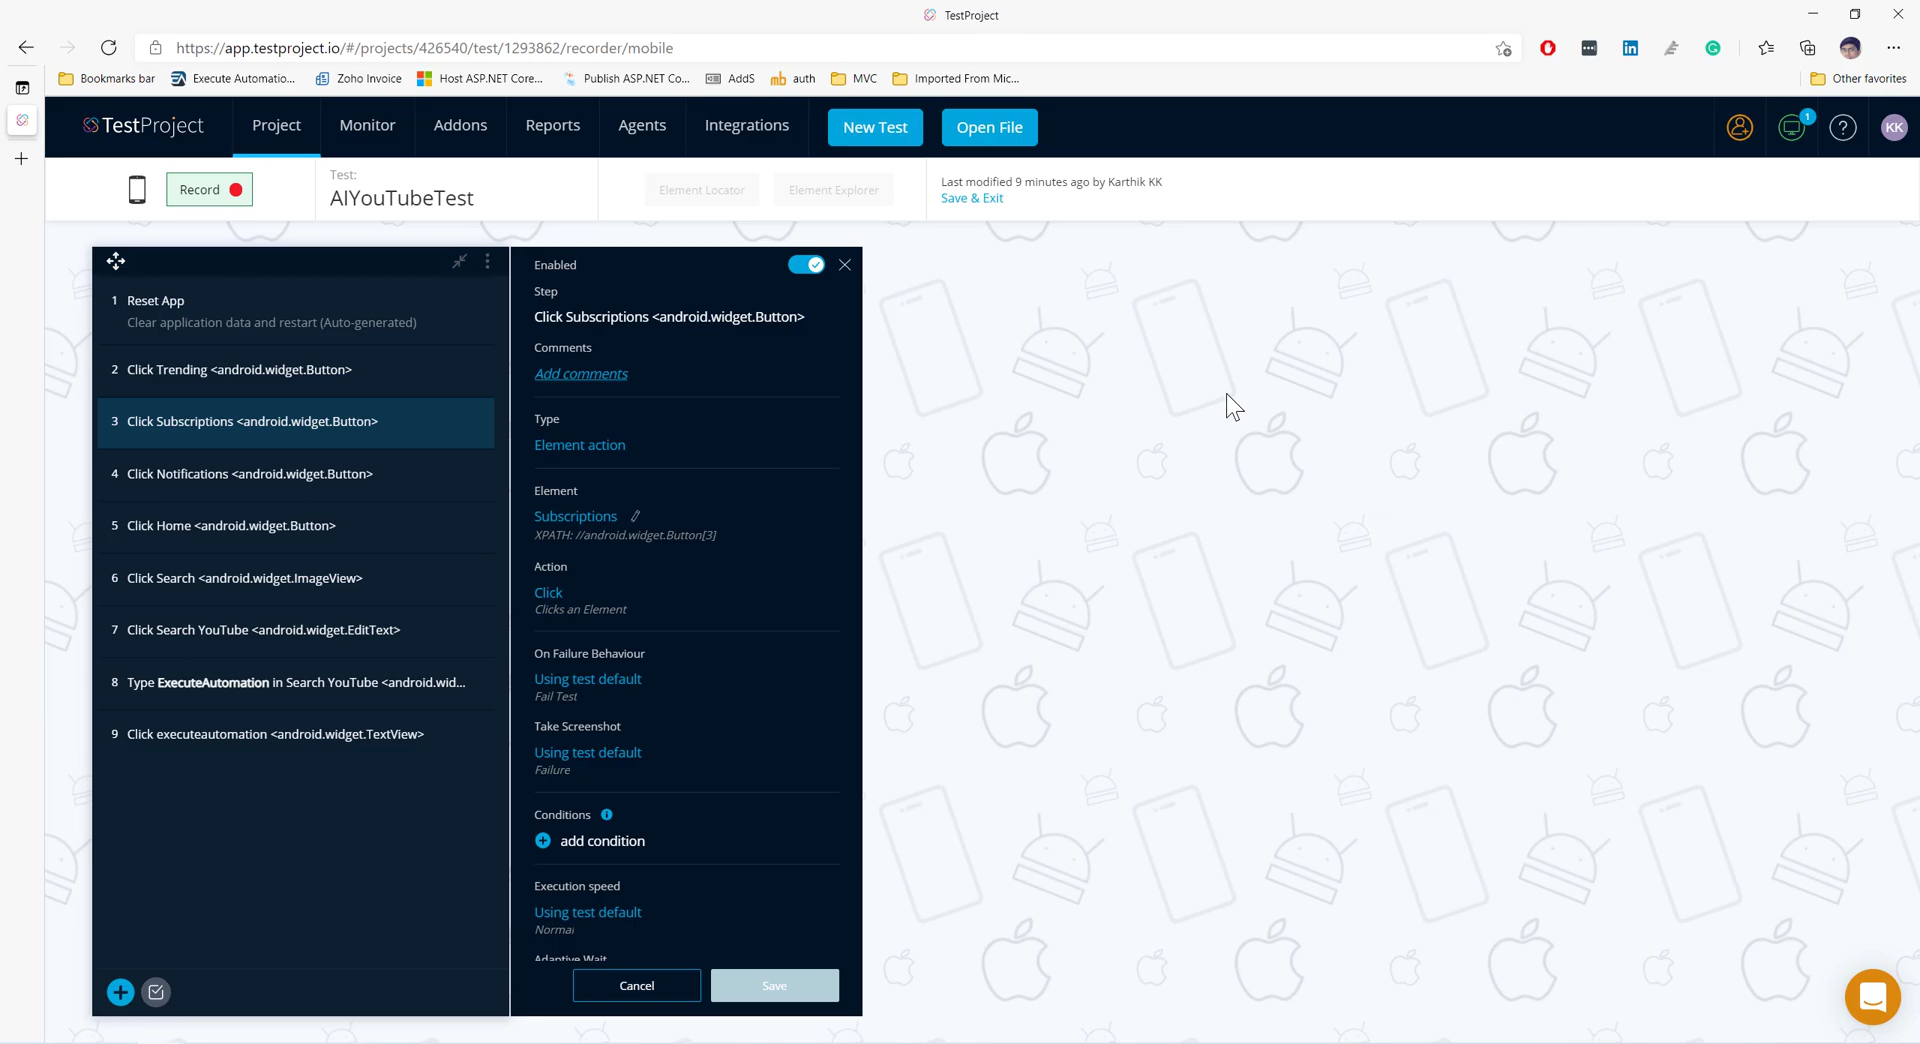 TestProject
https://app.testproject.io/#/projects/426540/test/1293862/recorder/mobile
Bookmarks bar
Execute Automatio...
Zoho Invoice
Host ASP.NET Core...
Publish ASP.NET Co...
AddS
auth
MVC
Imported From Mic...
Other favorites
TestProject
Project
Monitor
Addons
Reports
Agents
Integrations
New Test
Open File
1
KK
Record
Test:
AIYouTubeTest
Element Locator
Element Explorer
Last modified 9 minutes ago by Karthik KK
Save & Exit
1 Reset App
Clear application data and restart (Auto-generated)
2 Click Trending <android.widget.Button>
3 Click Subscriptions <android.widget.Button>
4 Click Notifications <android.widget.Button>
5 Click Home <android.widget.Button>
6 Click Search <android.widget.ImageView>
7 Click Search YouTube <android.widget.EditText>
8 Type ExecuteAutomation in Search YouTube <android.wid...
9 Click executeautomation <android.widget.TextView>
Enabled
Step
Click Subscriptions <android.widget.Button>
Comments
Add comments
Type
Element action
Element
Subscriptions
XPATH: //android.widget.Button[3]
Action
Click
Clicks an Element
On Failure Behaviour
Using test default
Fail Test
Take Screenshot
Using test default
Failure
Conditions
add condition
Execution speed
Using test default
Normal
Adaptive Wait
Cancel
Save